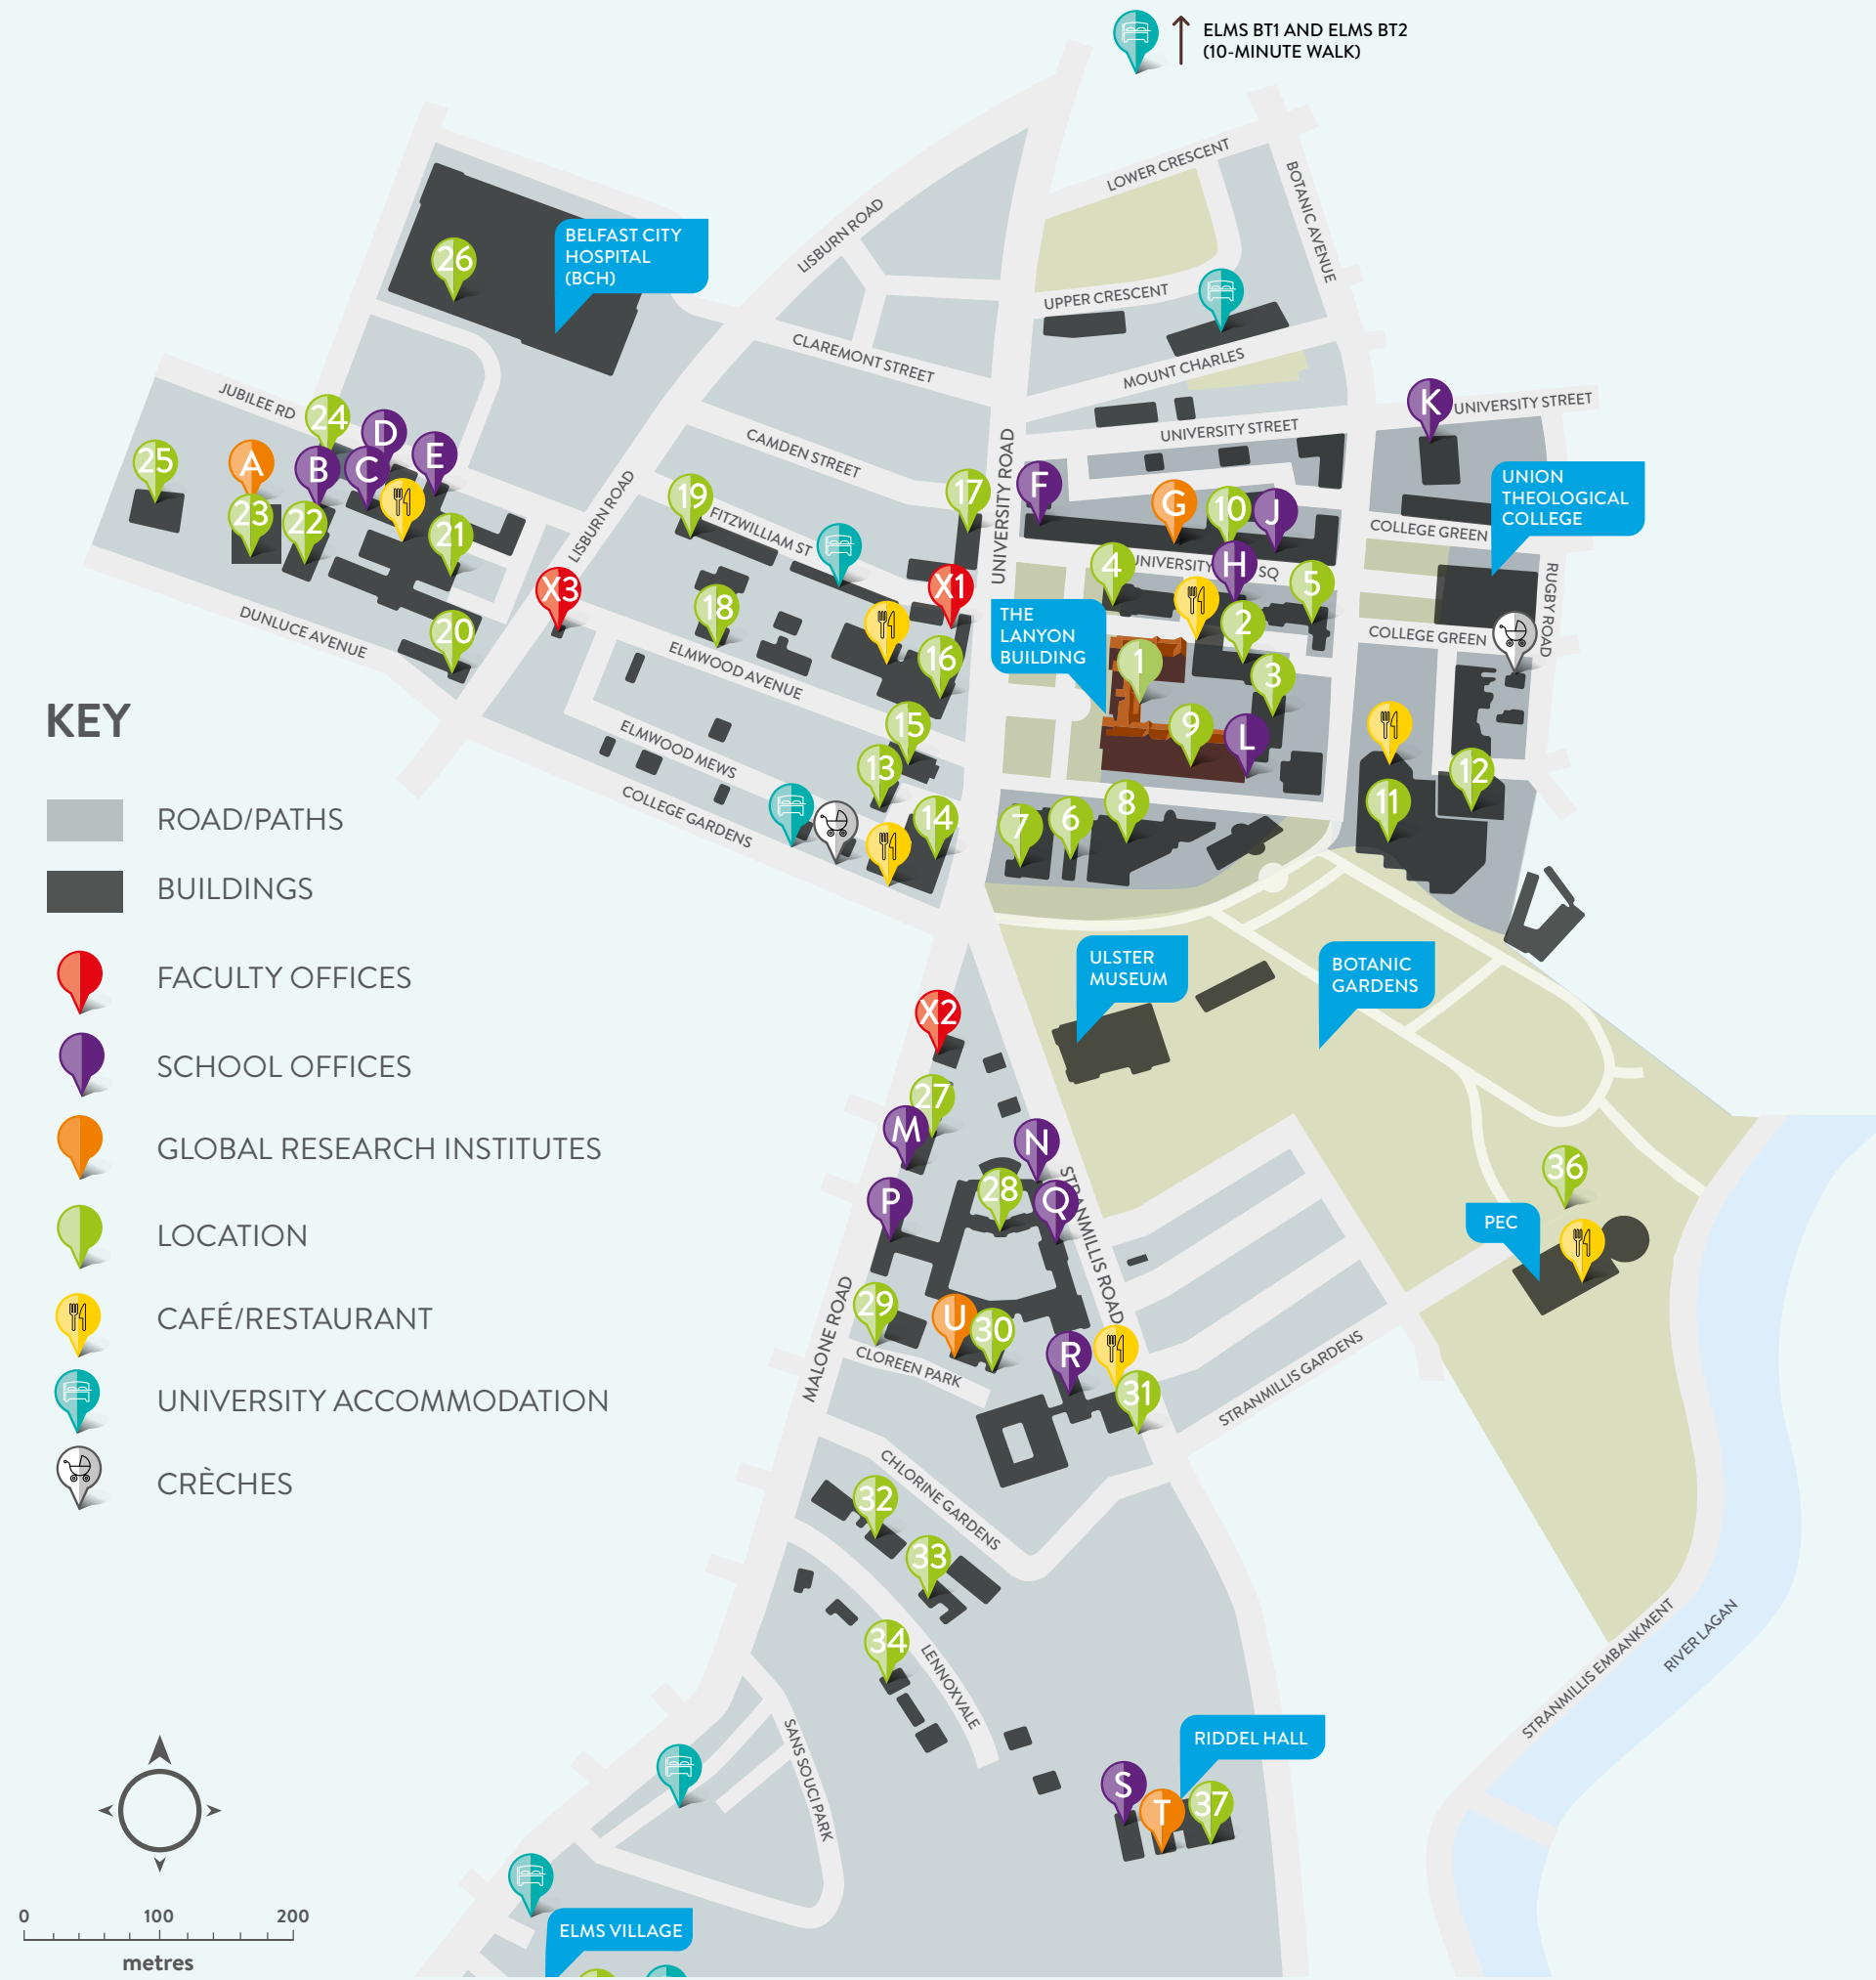 ELMS BT1 AND ELMS BT2
(10-MINUTE WALK)
LOWER CRESCENT
BOTANIC AVENUE
LISBURN ROAD
BELFAST CITY
HOSPITAL
(BCH)
26
UPPER CRESCENT
CLAREMONT STREET
MOUNT CHARLES
JUBILEE RD
24
D
K
UNIVERSITY STREET
UNIVERSITY STREET
CAMDEN STREET
25
A
B
C
E
UNIVERSITY ROAD
UNION
THEOLOGICAL
COLLEGE
LISBURN ROAD
19
17
F
G
10
J
FITZWILLIAM ST
COLLEGE GREEN
23
22
21
4
UNIVERSITY SQ
H
5
RUGBY ROAD
X3
X1
18
THE
LANYON
BUILDING
2
COLLEGE GREEN
DUNLUCE AVENUE
20
ELMWOOD AVENUE
16
1
3
KEY
15
9
L
ELMWOOD MEWS
13
12
COLLEGE GARDENS
14
7
6
8
11
ROAD/PATHS
BUILDINGS
FACULTY OFFICES
SCHOOL OFFICES
GLOBAL RESEARCH INSTITUTES
LOCATION
CAFÉ/RESTAURANT
UNIVERSITY ACCOMMODATION
CRÈCHES
ULSTER
MUSEUM
BOTANIC
GARDENS
X2
27
M
N
36
28
P
Q
STRANMILLIS ROAD
PEC
MALONE ROAD
29
U
30
R
CLOREEN PARK
31
STRANMILLIS GARDENS
CHLORINE GARDENS
32
33
34
LENNOXVALE
STRANMILLIS EMBANKMENT
RIVER LAGAN
SANS SOUCI PARK
RIDDEL HALL
S
T
37
ELMS VILLAGE
0
100
200
metres